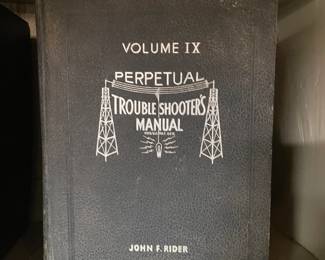 VOLUME IX
PERPETUAL
TROUBLE SHOOTER'S
MANUAL
JOHN F. RIDER